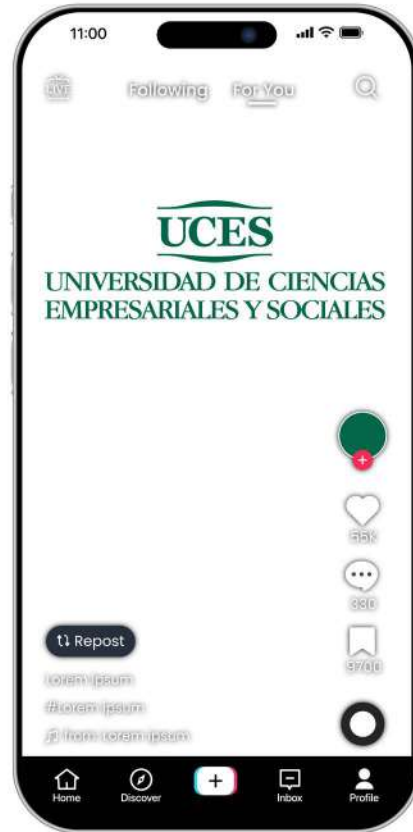 11:00
LIVE
Following For You
UCES
UNIVERSIDAD DE CIENCIAS
EMPRESARIALES Y SOCIALES
55K
330
9700
Repost
Lorem ipsum
#Lorem ipsum
from: Lorem ipsum
Home Discover Inbox Profile